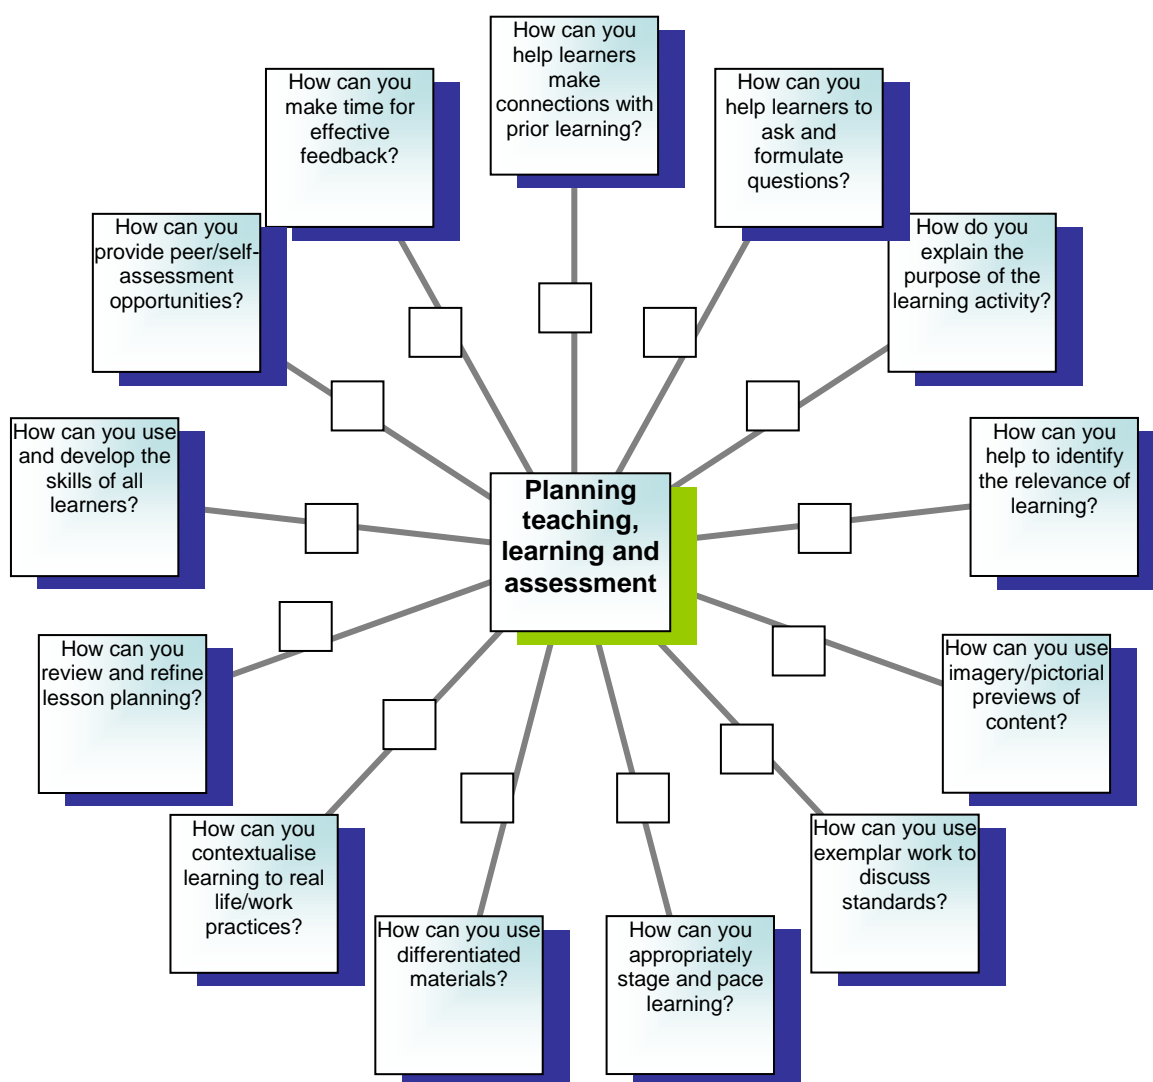 How can you
help learners
make
connections with
prior learning?
How can you
help learners to
ask and
formulate
questions?
How do you
explain the
purpose of the
learning activity?
How can you
help to identify
the relevance of
learning?
How can you use
imagery/pictorial
previews of
content?
How can you use
exemplar work to
discuss
standards?
How can you
appropriately
stage and pace
learning?
How can you use
differentiated
materials?
How can you
contextualise
learning to real
life/work
practices?
How can you
review and refine
lesson planning?
How can you use
and develop the
skills of all
learners?
How can you
provide peer/self-
assessment
opportunities?
How can you
make time for
effective
feedback?
Planning
teaching,
learning and
assessment